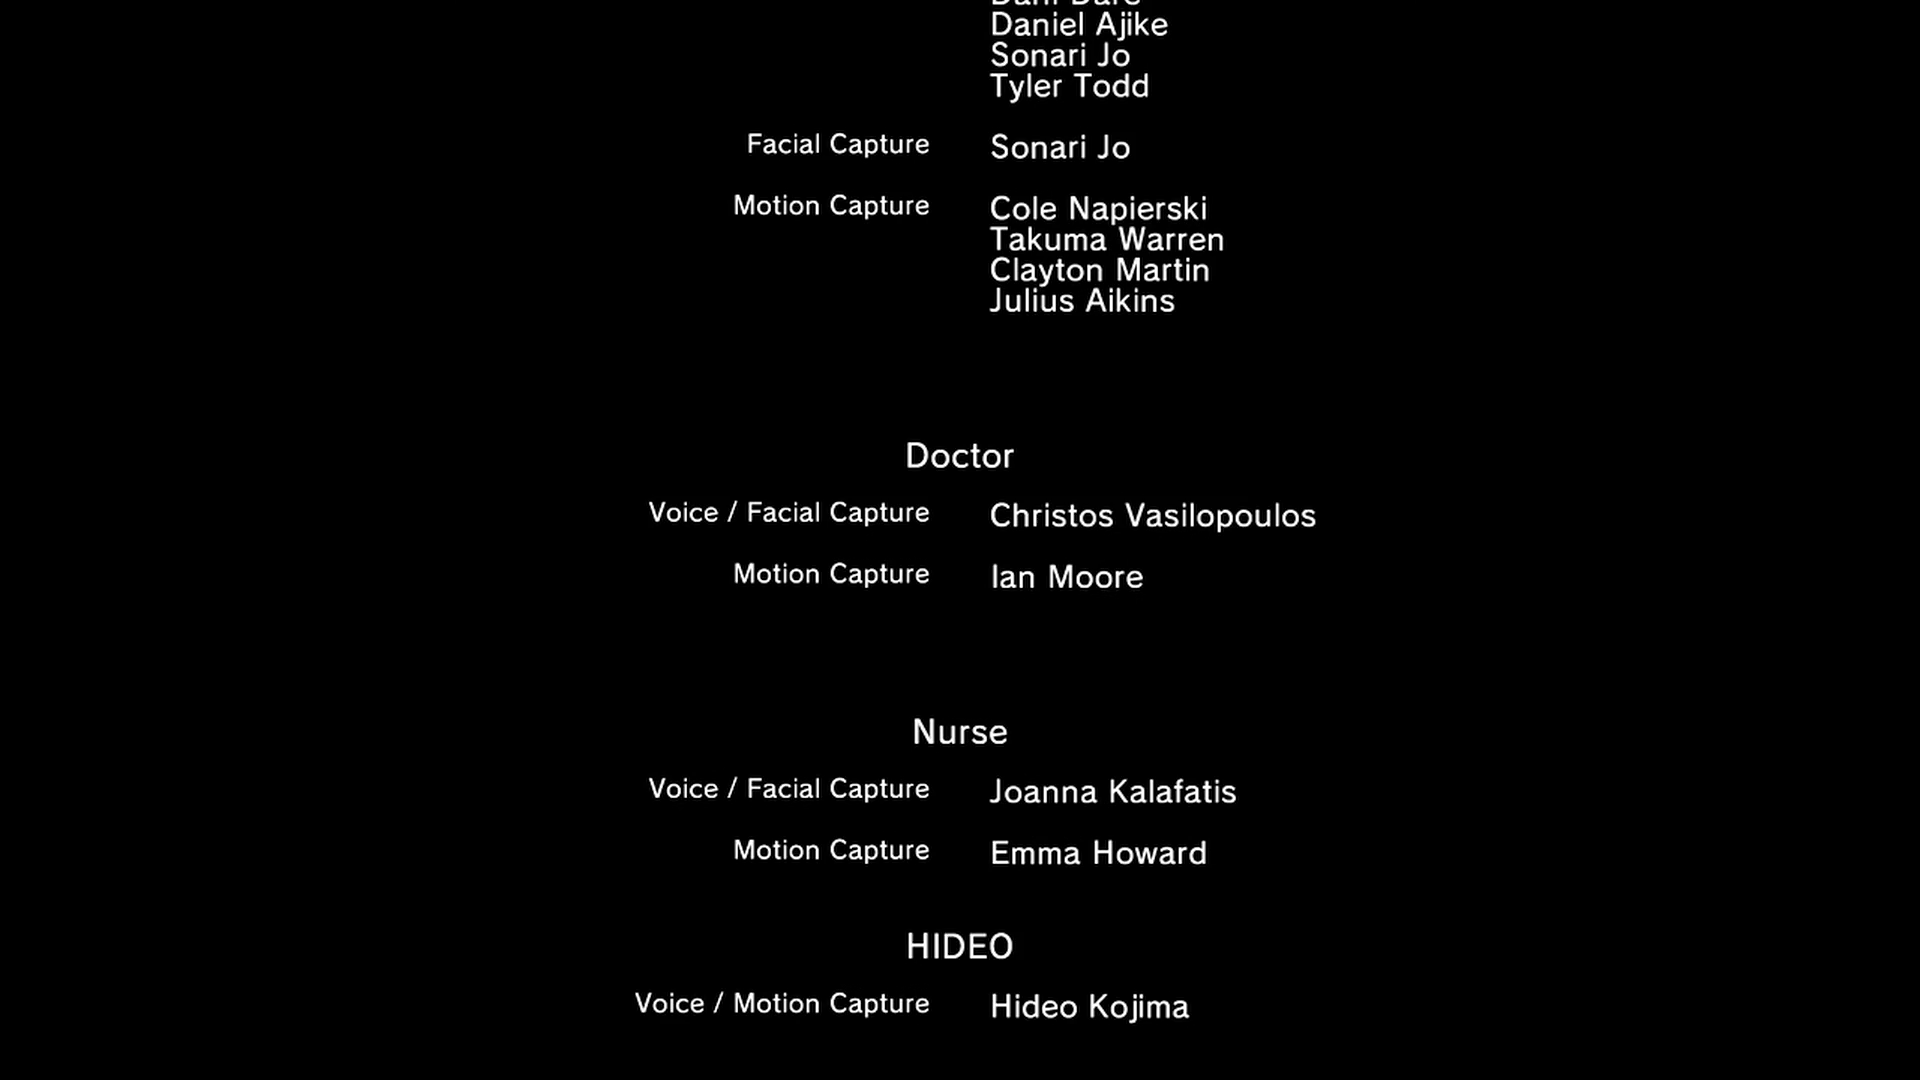 Daniel Ajike
Sonari Jo
Tyler Todd
Facial Capture Sonari Jo
Motion Capture Cole Napierski
Takuma Warren
Clayton Martin
Julius Aikins
Doctor
Voice / Facial Capture Christos Vasilopoulos
Motion Capture Ian Moore
Nurse
Voice / Facial Capture Joanna Kalafatis
Motion Capture Emma Howard
HIDEO
Voice / Motion Capture Hideo Kojima